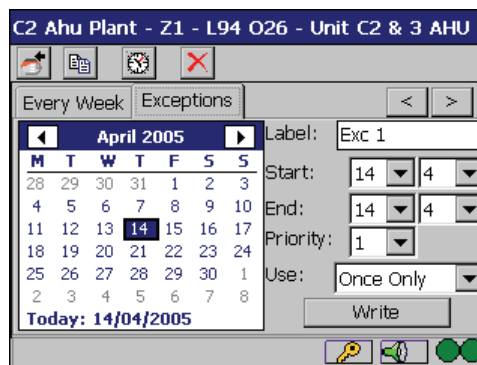 C2 Ahu Plant - Z1 - L94 O26 - Unit C2 & 3 AHU
Every Week Exceptions < >
April 2005
M T W T F S S
28 29 30 31 1 2 3
4 5 6 7 8 9 10
11 12 13 14 15 16 17
18 19 20 21 22 23 24
25 26 27 28 29 30 1
2 3 4 5 6 7 8
Today: 14/04/2005
Label: Exc 1
Start: 14 4
End: 14 4
Priority: 1
Use: Once Only
Write